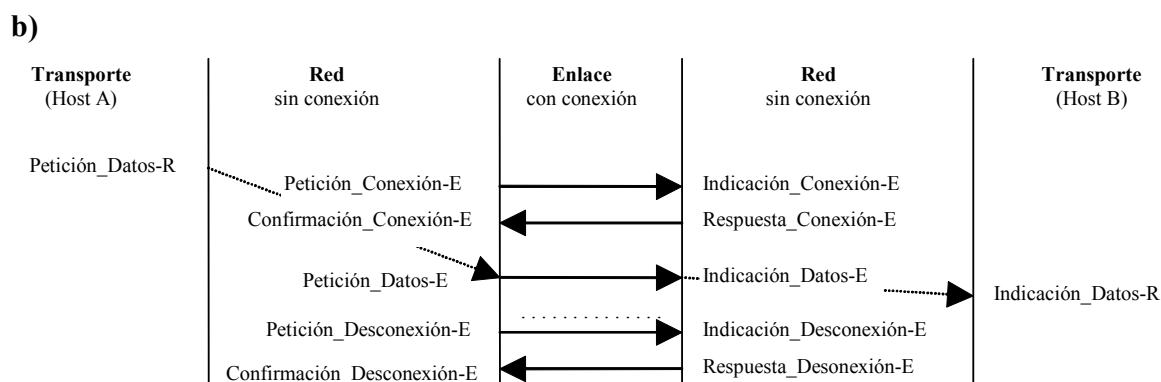 b)
Transporte Red Enlace Red Transporte
(Host A) sin conexión con conexión sin conexión (Host B)
Petición_Datos-R
Petición_Conexión-E Indicación_Conexión-E
Confirmación_Conexión-E Respuesta_Conexión-E
Petición_Datos-E Indicación_Datos-E
Indicación_Datos-R
Petición_Desconexión-E Indicación_Desconexión-E
Confirmación_Desconexión-E Respuesta_Desonexión-E